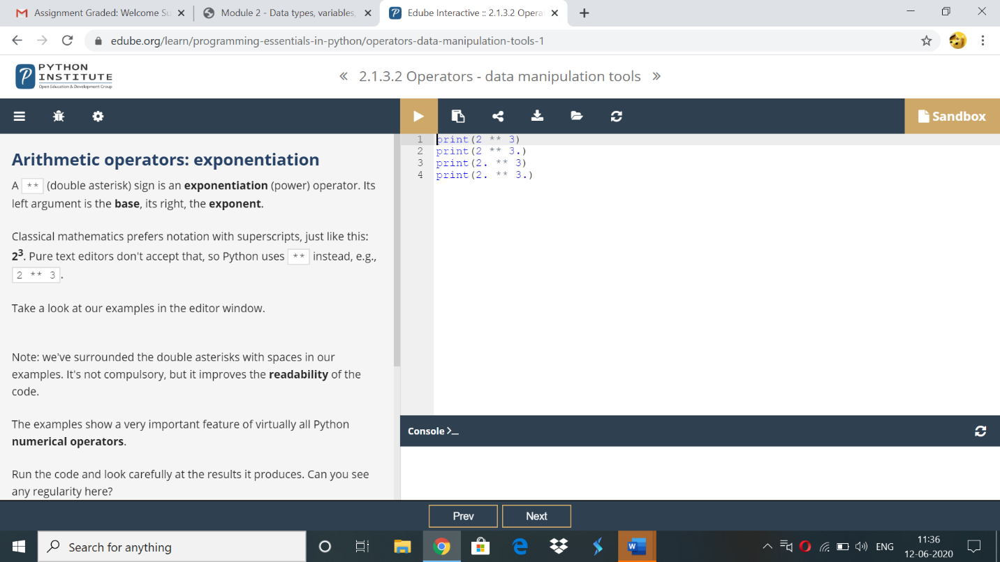 Assignment Graded: Welcome Su
Module 2 - Data types, variables,
Edube Interactive :: 2.1.3.2 Opera
edube.org/learn/programming-essentials-in-python/operators-data-manipulation-tools-1
PYTHON
INSTITUTE
Open Education & Development Group
« 2.1.3.2 Operators - data manipulation tools »
Sandbox
Arithmetic operators: exponentiation
A ** (double asterisk) sign is an exponentiation (power) operator. Its
left argument is the base, its right, the exponent.
Classical mathematics prefers notation with superscripts, just like this:
2³. Pure text editors don't accept that, so Python uses ** instead, e.g.,
2 ** 3.
Take a look at our examples in the editor window.
Note: we've surrounded the double asterisks with spaces in our
examples. It's not compulsory, but it improves the readability of the
code.
The examples show a very important feature of virtually all Python
numerical operators.
Run the code and look carefully at the results it produces. Can you see
any regularity here?
1 print(2 ** 3)
2 print(2 ** 3.)
3 print(2. ** 3)
4 print(2. ** 3.)
Console >_
Prev
Next
Search for anything
ENG
11:36
12-06-2020